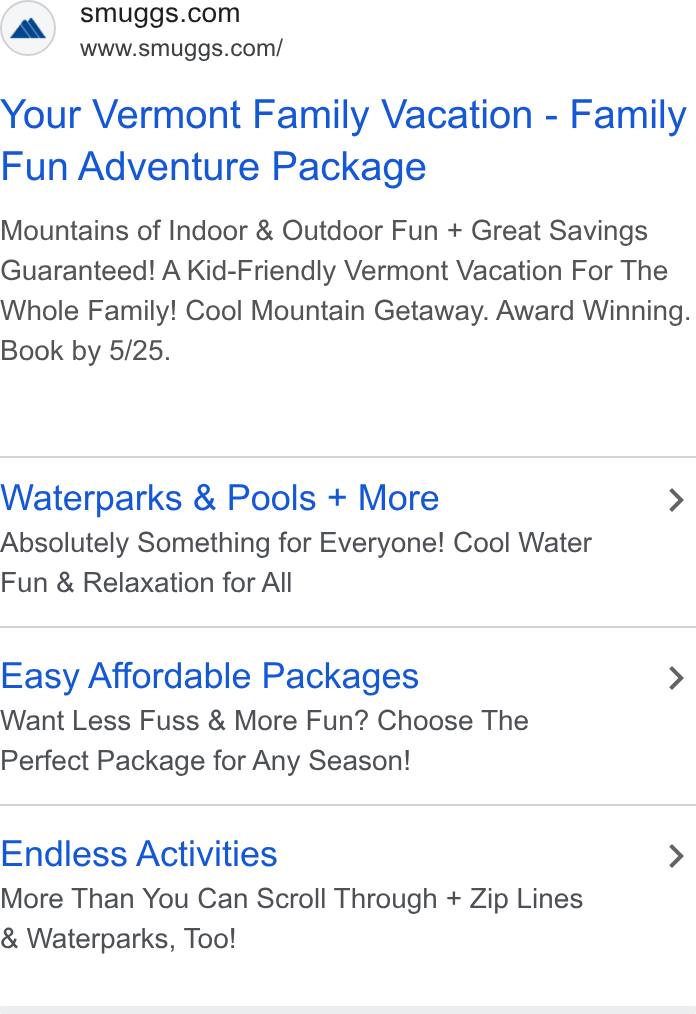 smuggs.com
www.smuggs.com/
Your Vermont Family Vacation - Family
Fun Adventure Package
Mountains of Indoor & Outdoor Fun + Great Savings
Guaranteed! A Kid-Friendly Vermont Vacation For The
Whole Family! Cool Mountain Getaway. Award Winning.
Book by 5/25.
Waterparks & Pools + More
Absolutely Something for Everyone! Cool Water
Fun & Relaxation for All
Easy Affordable Packages
Want Less Fuss & More Fun? Choose The
Perfect Package for Any Season!
Endless Activities
More Than You Can Scroll Through + Zip Lines
& Waterparks, Too!